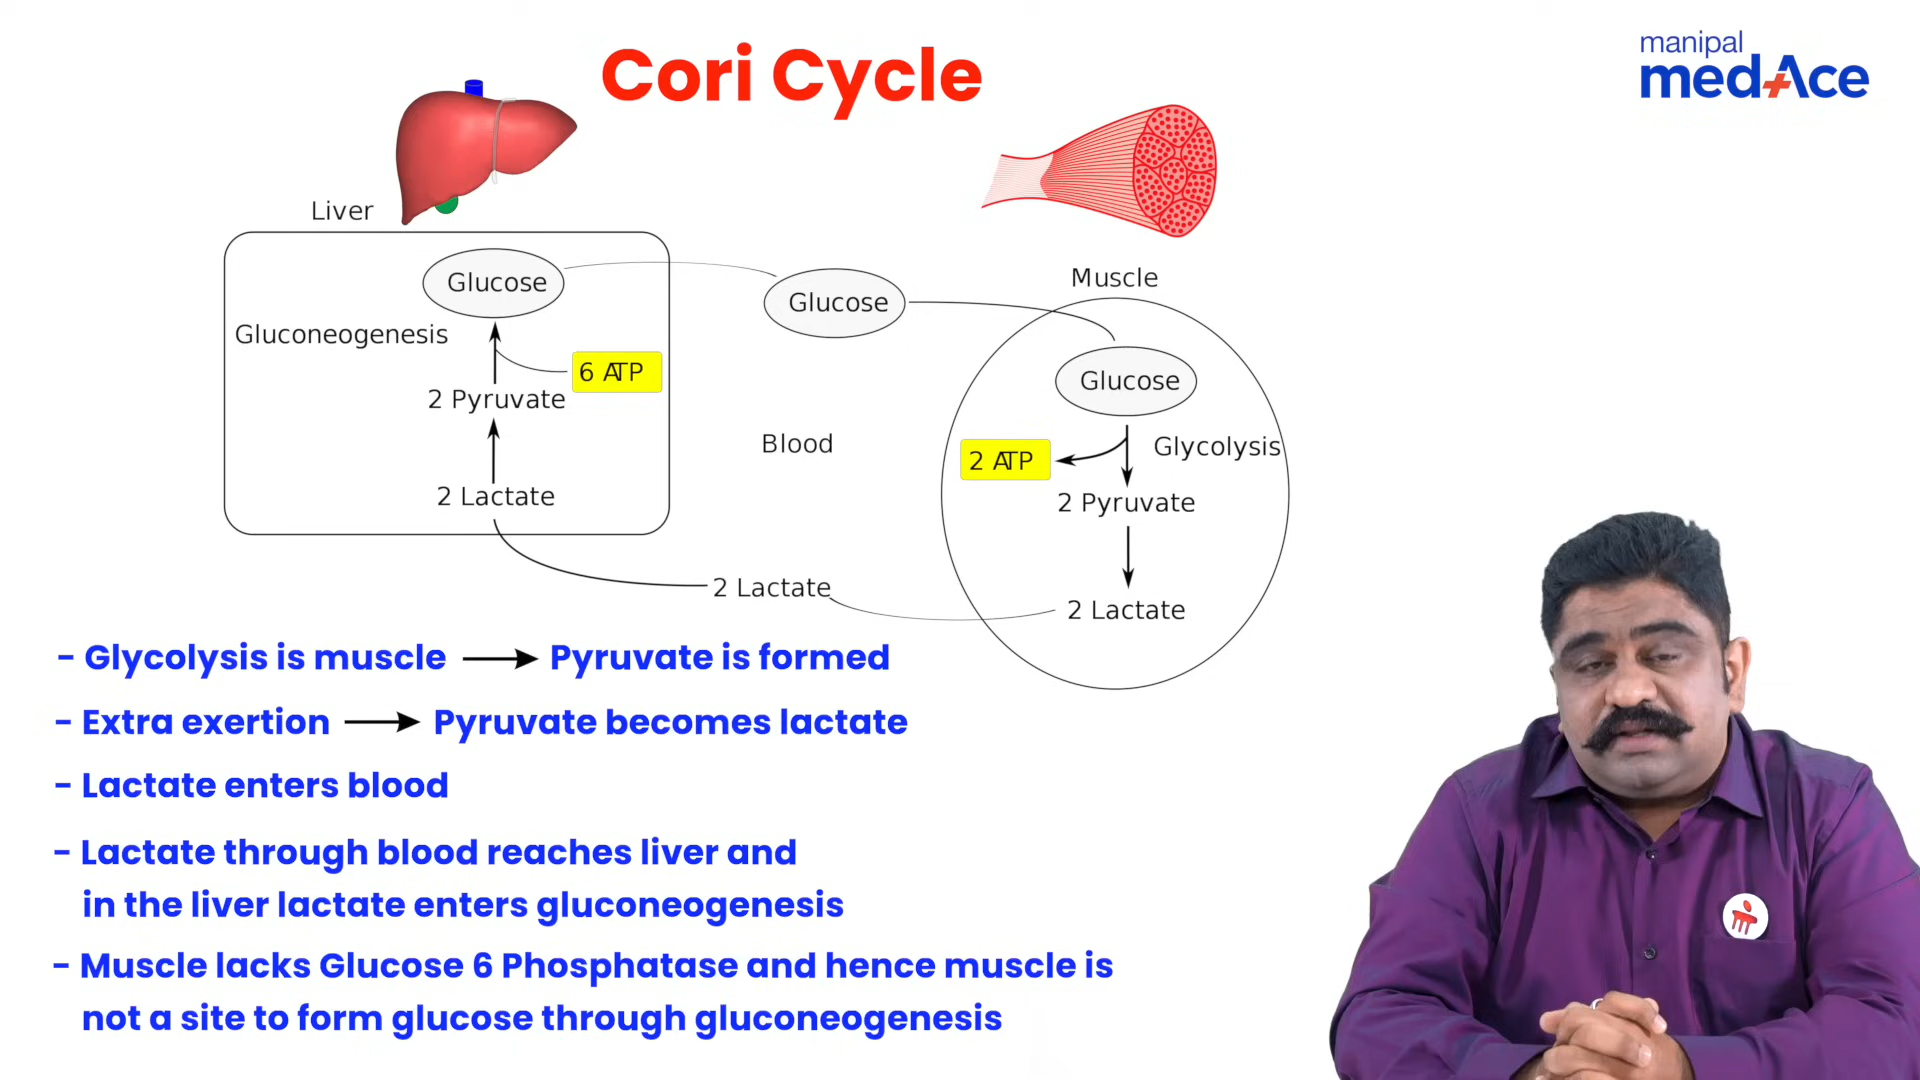 Cori Cycle
manipal
medAce
Liver
Glucose
Gluconeogenesis
6 ATP
2 Pyruvate
2 Lactate
Glucose
Blood
2 Lactate
Muscle
Glucose
2 ATP
Glycolysis
2 Pyruvate
2 Lactate
- Glycolysis is muscle → Pyruvate is formed
- Extra exertion → Pyruvate becomes lactate
- Lactate enters blood
- Lactate through blood reaches liver and
in the liver lactate enters gluconeogenesis
- Muscle lacks Glucose 6 Phosphatase and hence muscle is
not a site to form glucose through gluconeogenesis